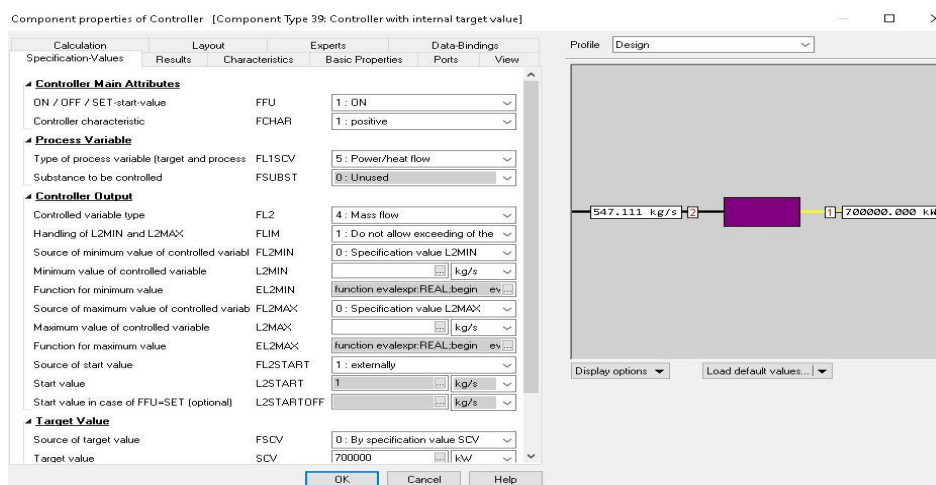 Component properties of Controller [Component Type 39: Controller with internal target value]
Calculation Layout Experts Data-Bindings
Specification-Values Results Characteristics Basic Properties Ports View
Controller Main Attributes
ON / OFF / SET-start-value FFU 1 : ON
Controller characteristic FCHAR 1 : positive
Process Variable
Type of process variable (target and process FL1SCV 5 : Power/heat flow
Substance to be controlled FSUBST 0 : Unused
Controller Output
Controlled variable type FL2 4 : Mass flow
Handling of L2MIN and L2MAX FLIM 1 : Do not allow exceeding of the
Source of minimum value of controlled variabl FL2MIN 0 : Specification value L2MIN
Minimum value of controlled variable L2MIN ... kg/s
Function for minimum value EL2MIN function evalexpr:REAL;begin ev ...
Source of maximum value of controlled variab FL2MAX 0 : Specification value L2MAX
Maximum value of controlled variable L2MAX ... kg/s
Function for maximum value EL2MAX function evalexpr:REAL;begin ev ...
Source of start value FL2START 1 : externally
Start value L2START 1 ... kg/s
Start value in case of FFU=SET (optional) L2STARTOFF ... kg/s
Target Value
Source of target value FSCV 0 : By specification value SCV
Target value SCV 700000 ... kW
OK Cancel Help
Profile Design
547.111 kg/s 2 1 700000.000 kW
Display options Load default values...